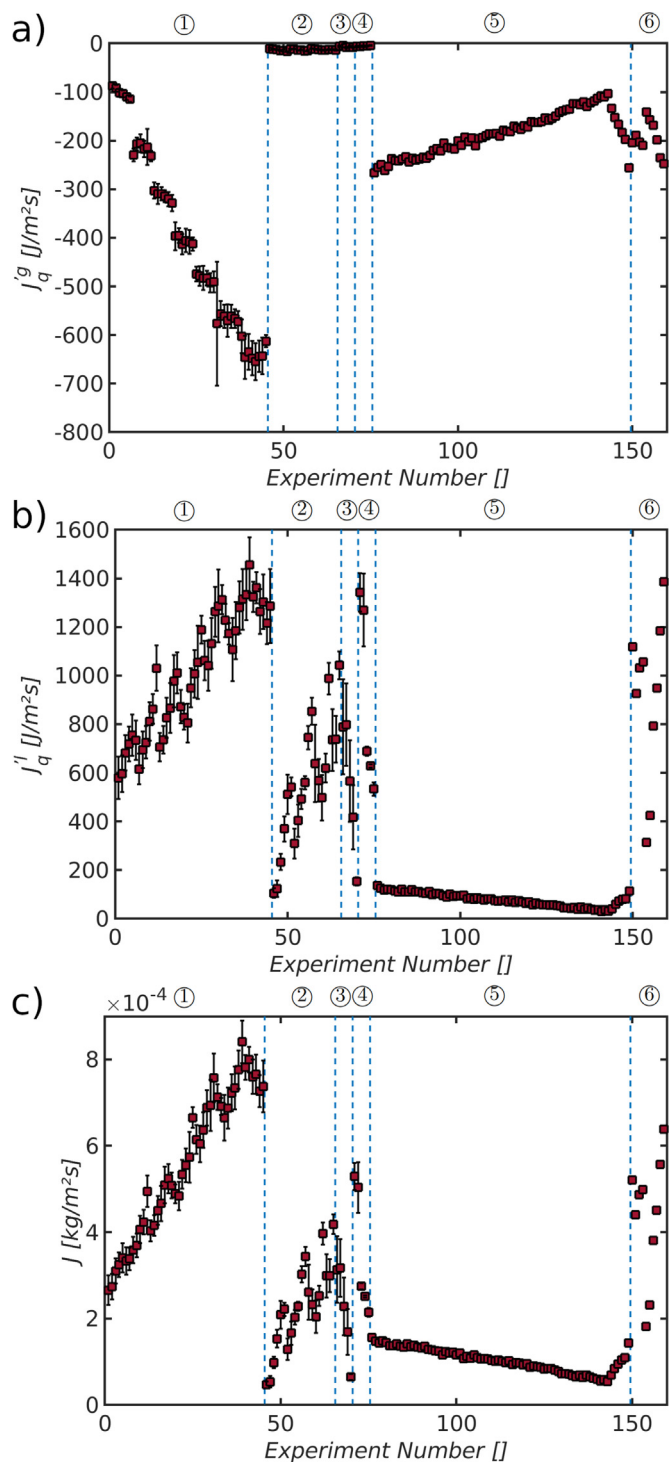 a) ① ② ③ ④ ⑤ ⑥
0
-100
-200
-300
-400
-500
-600
-700
-800
J'gq [J/m²s]
0 50 100 150
Experiment Number []
b) ① ② ③ ④ ⑤ ⑥
1600
1400
1200
1000
800
600
400
200
0
J'lq [J/m²s]
0 50 100 150
Experiment Number []
c) ×10⁻⁴ ① ② ③ ④ ⑤ ⑥
8
6
4
2
0
J [kg/m²s]
0 50 100 150
Experiment Number []